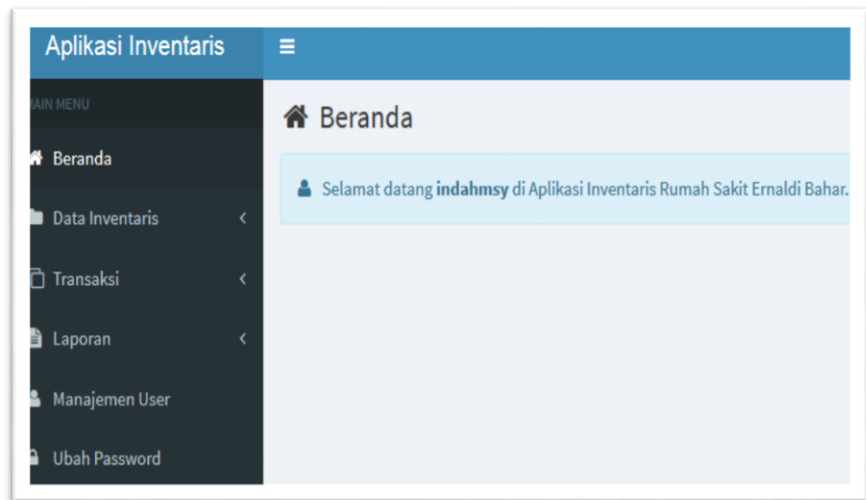 Aplikasi Inventaris
MAIN MENU
Beranda
Data Inventaris
Transaksi
Laporan
Manajemen User
Ubah Password
Beranda
Selamat datang indahmsy di Aplikasi Inventaris Rumah Sakit Ernaldi Bahar.